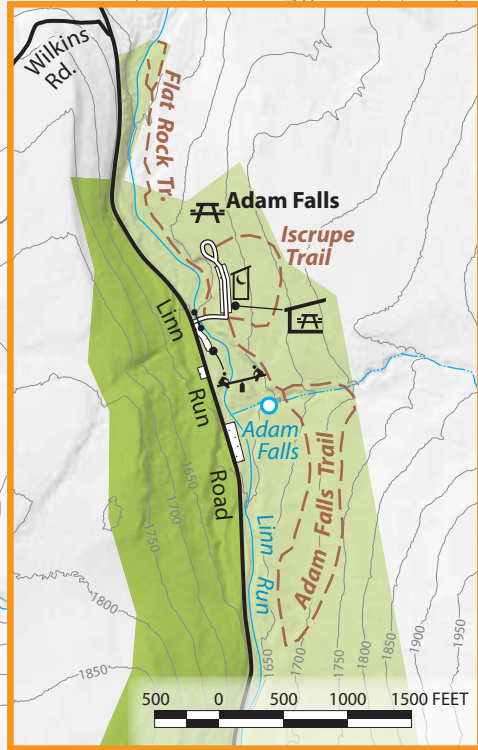 Wilkins
Rd.
Flat Rock Tr.
Adam Falls
Iscrupe
Trail
Linn
Run
Road
Adam
Falls
Adam Falls Trail
Linn Run
1650
1700
1750
1800
1850
1650
1700
1750
1800
1850
1900
1950
500 0 500 1000 1500 FEET